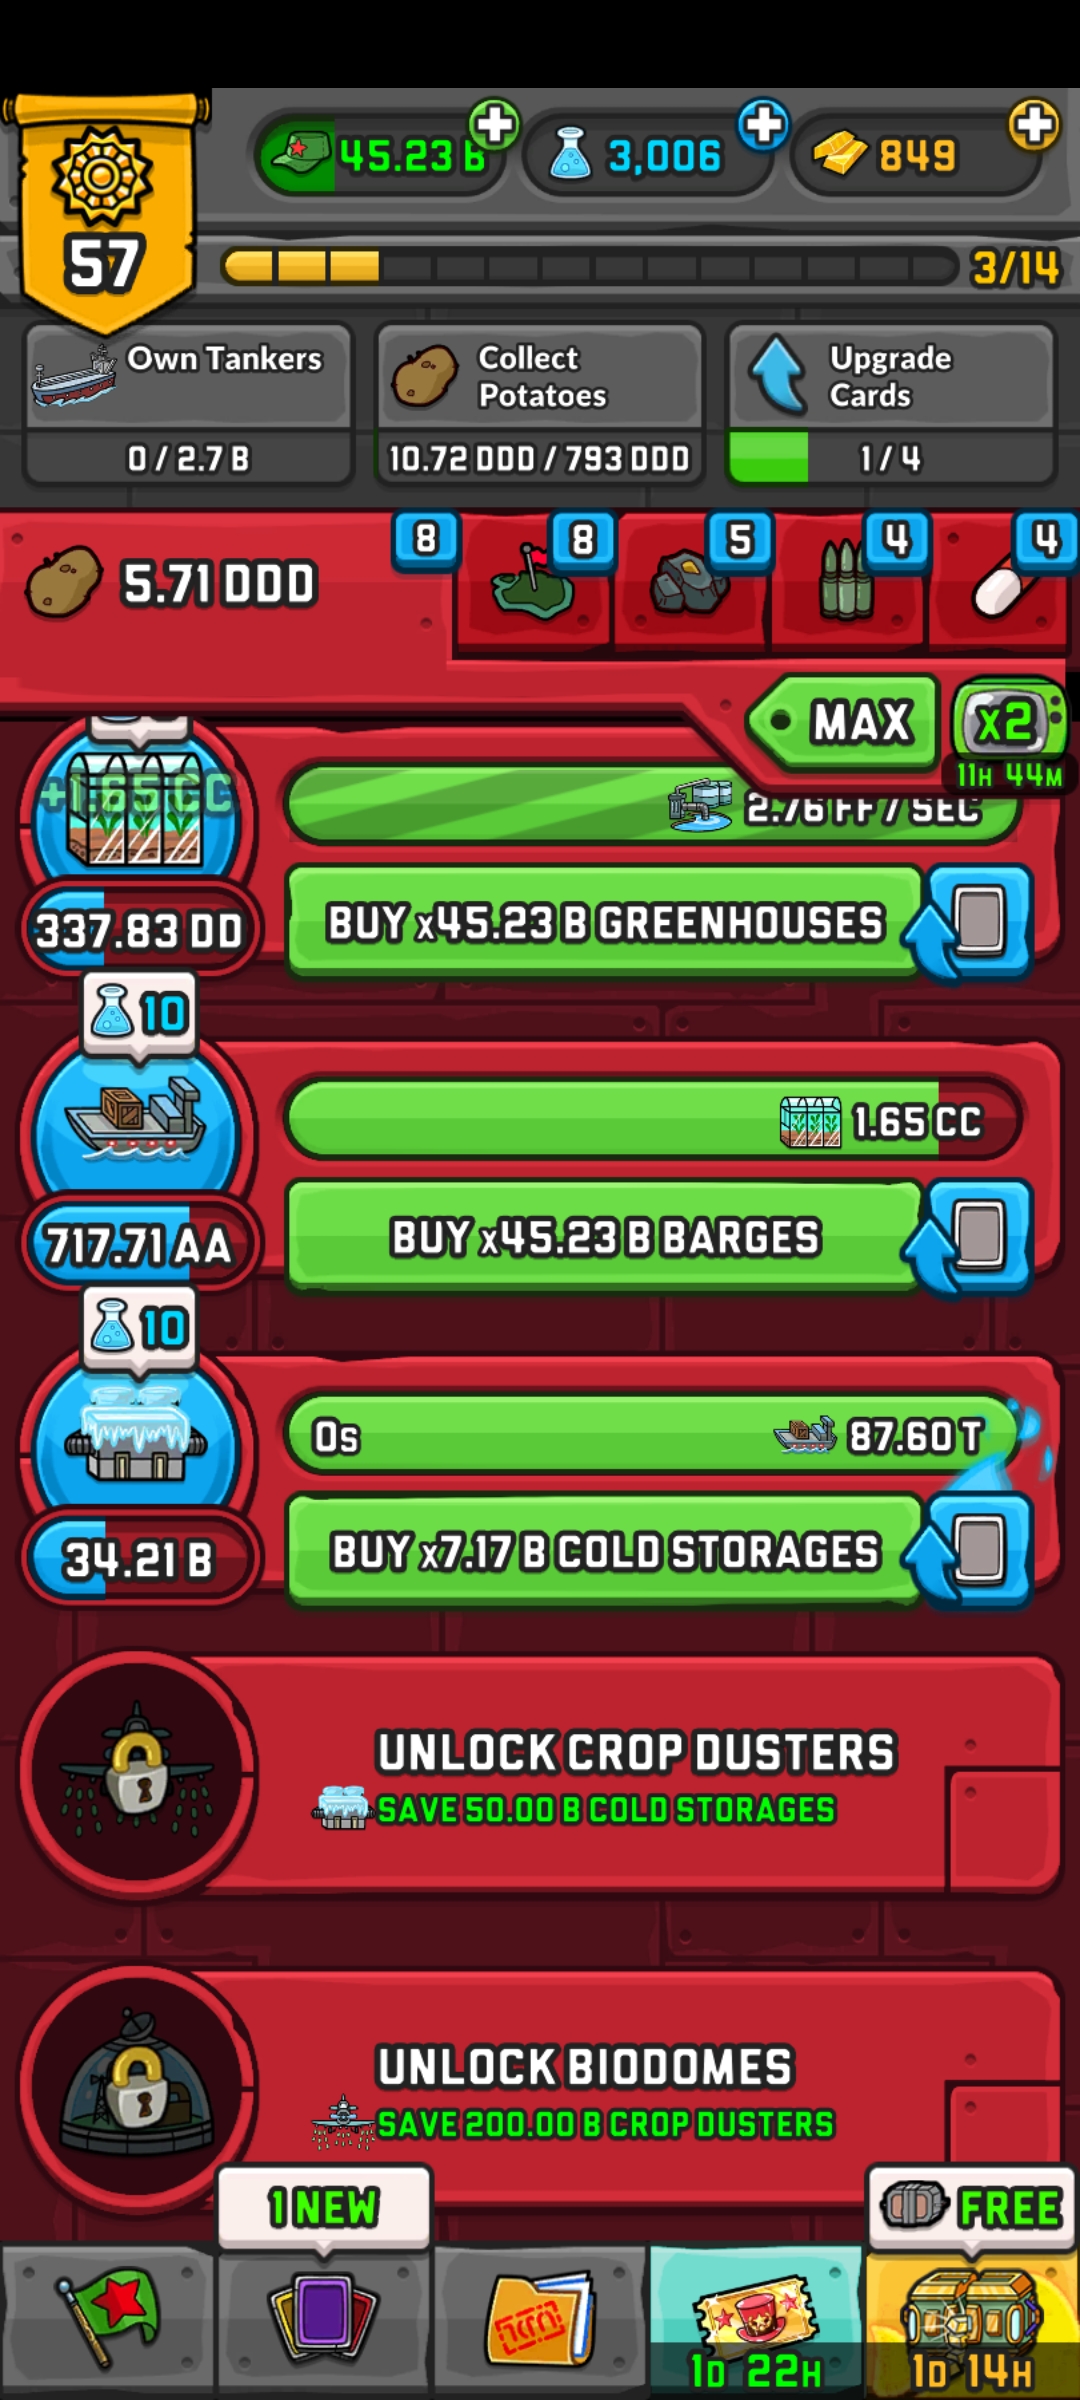 45.23 B
3,006
849
57
3/14
Own Tankers
0 / 2.7 B
Collect
Potatoes
10.72 DDD / 793 DDD
Upgrade
Cards
1 / 4
5.71 DDD
8
8
5
4
4
MAX
x2
11H 44M
+1.65 CC
2.76 FF / SEC
337.83 DD
BUY x45.23 B GREENHOUSES
10
1.65 CC
717.71 AA
BUY x45.23 B BARGES
10
0s
87.60 T
34.21 B
BUY x7.17 B COLD STORAGES
UNLOCK CROP DUSTERS
SAVE 50.00 B COLD STORAGES
UNLOCK BIODOMES
SAVE 200.00 B CROP DUSTERS
1 NEW
FREE
1D 22H
1D 14H